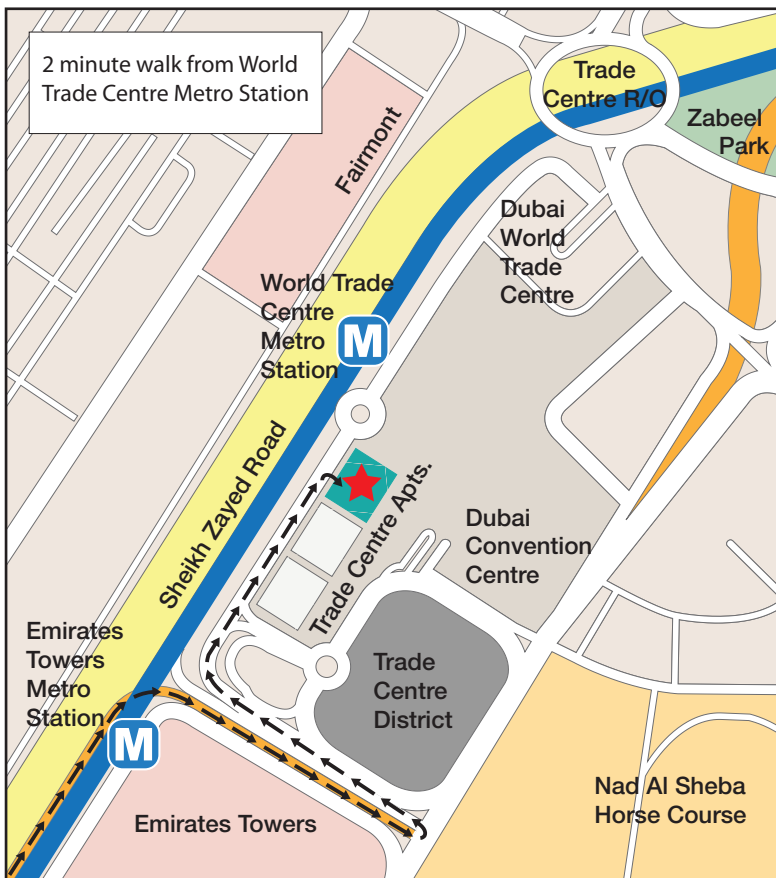 2 minute walk from World
Trade Centre Metro Station
Trade
Centre R/O
Zabeel
Park
Fairmont
Dubai
World
Trade
Centre
World Trade
Centre
Metro
Station
M
Sheikh Zayed Road
Trade Centre Apts.
Dubai
Convention
Centre
Emirates
Towers
Metro
Station
M
Trade
Centre
District
Nad Al Sheba
Horse Course
Emirates Towers